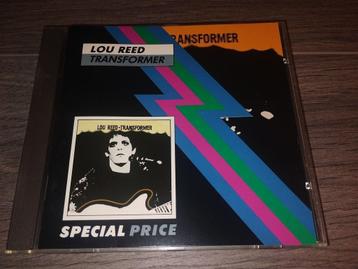 LOU REED
TRANSFORMER
TRANSFORMER
LOU REED·TRANSFORMER
SPECIAL PRICE